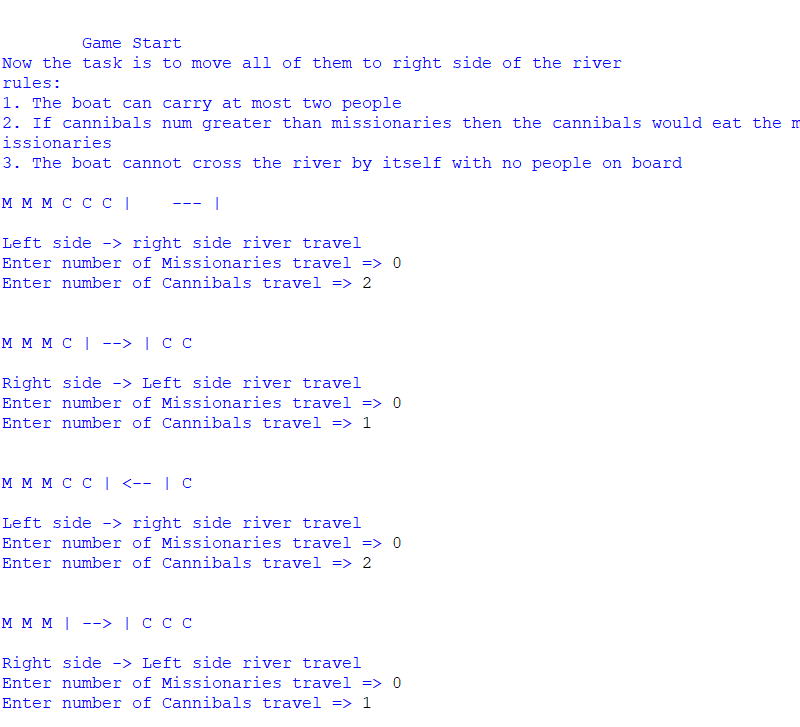 Game Start
Now the task is to move all of them to right side of the river
rules:
1. The boat can carry at most two people
2. If cannibals num greater than missionaries then the cannibals would eat the m
issionaries
3. The boat cannot cross the river by itself with no people on board
M M M C C C |    --- |
Left side -> right side river travel
Enter number of Missionaries travel => 0
Enter number of Cannibals travel => 2
M M M C | --> | C C
Right side -> Left side river travel
Enter number of Missionaries travel => 0
Enter number of Cannibals travel => 1
M M M C C | <-- | C
Left side -> right side river travel
Enter number of Missionaries travel => 0
Enter number of Cannibals travel => 2
M M M | --> | C C C
Right side -> Left side river travel
Enter number of Missionaries travel => 0
Enter number of Cannibals travel => 1